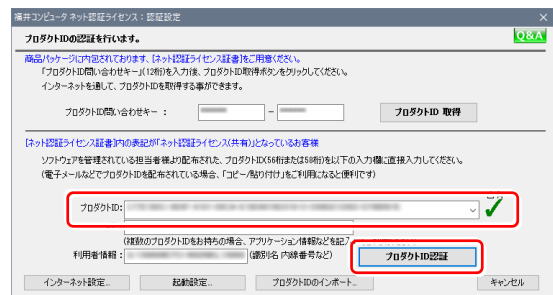 福井コンピュータ ネット認証ライセンス：認証設定
プロダクトIDの認証を行います。
Q&A
商品パッケージに内包されております、[ネット認証ライセンス証書]をご用意ください。
「プロダクトID問い合わせキー」(12桁)を入力後、プロダクトID取得ボタンをクリックしてください。
インターネットを通して、プロダクトIDを取得する事ができます。
プロダクトID問い合わせキー :
-
プロダクトID 取得
[ネット認証ライセンス証書]内の表記が「ネット認証ライセンス(共有)」となっているお客様
ソフトウェアを管理されている担当者様より配布された、プロダクトID(56桁または58桁)を以下の入力欄に直接入力してください。
(電子メールなどでプロダクトIDを配布されている場合、「コピー/貼り付け」をご利用になると便利です)
プロダクトID:
(複数のプロダクトIDをお持ちの場合、アプリケーション情報などを記入
利用者情報 :
(識別名 内線番号など)
プロダクトID認証
インターネット設定...
起動設定...
プロダクトIDのインポート...
キャンセル